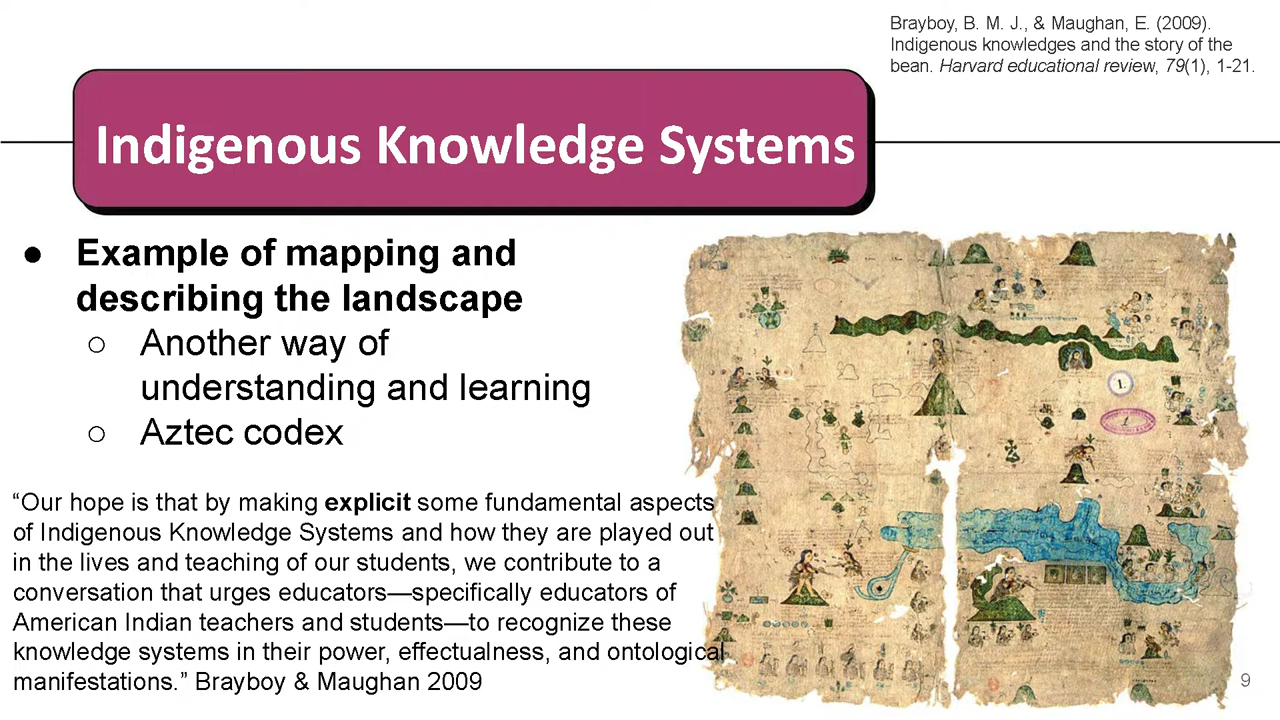 Brayboy, B. M. J., & Maughan, E. (2009).
Indigenous knowledges and the story of the
bean. Harvard educational review, 79(1), 1-21.
Indigenous Knowledge Systems
● Example of mapping and
describing the landscape
○ Another way of
understanding and learning
○ Aztec codex
“Our hope is that by making explicit some fundamental aspects
of Indigenous Knowledge Systems and how they are played out
in the lives and teaching of our students, we contribute to a
conversation that urges educators—specifically educators of
American Indian teachers and students—to recognize these
knowledge systems in their power, effectualness, and ontological
manifestations.” Brayboy & Maughan 2009
1.
9